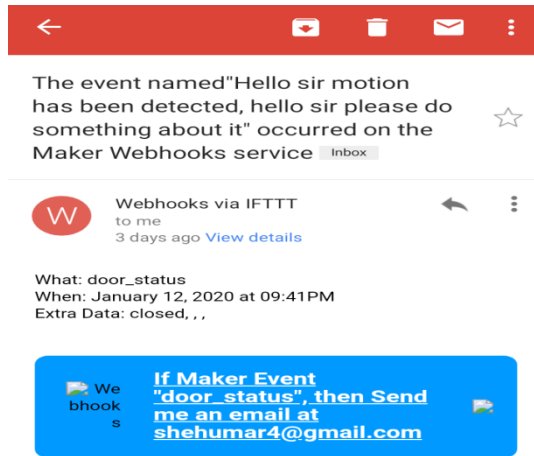 The event named"Hello sir motion
has been detected, hello sir please do
something about it" occurred on the
Maker Webhooks service Inbox
W
Webhooks via IFTTT
to me
3 days ago View details
What: door_status
When: January 12, 2020 at 09:41PM
Extra Data: closed, , ,
We
bhook
s
If Maker Event
"door_status", then Send
me an email at
shehumar4@gmail.com